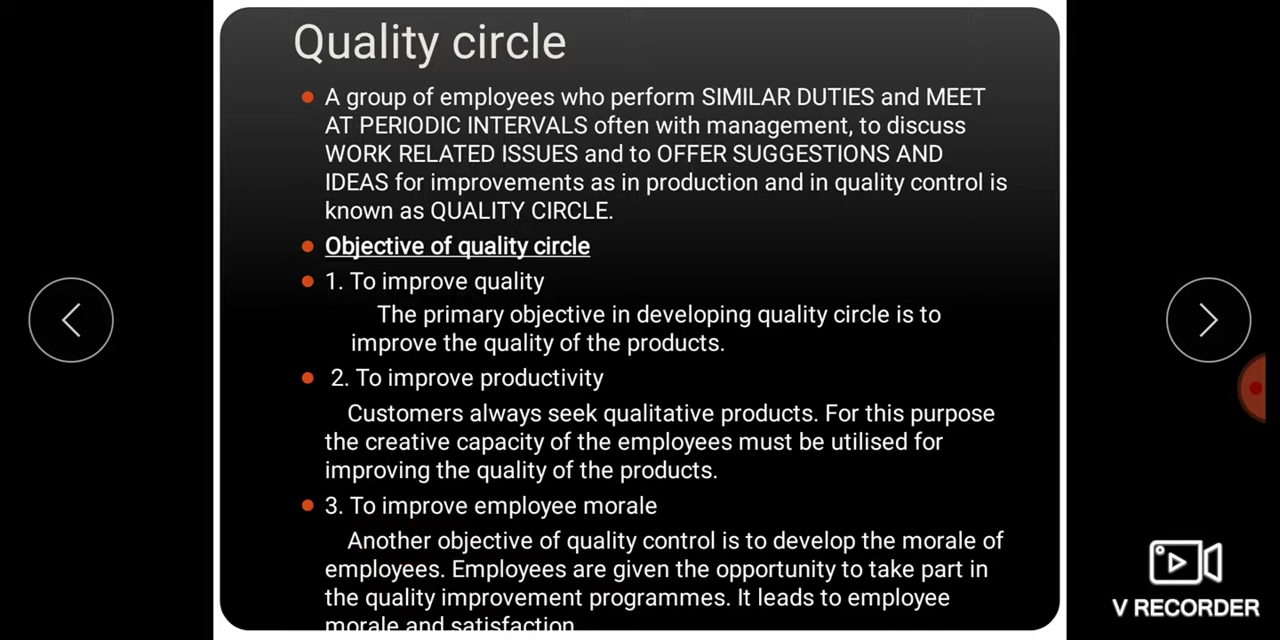 Quality circle
A group of employees who perform SIMILAR DUTIES and MEET
AT PERIODIC INTERVALS often with management, to discuss
WORK RELATED ISSUES and to OFFER SUGGESTIONS AND
IDEAS for improvements as in production and in quality control is
known as QUALITY CIRCLE.
Objective of quality circle
1. To improve quality
The primary objective in developing quality circle is to
improve the quality of the products.
2. To improve productivity
Customers always seek qualitative products. For this purpose
the creative capacity of the employees must be utilised for
improving the quality of the products.
3. To improve employee morale
Another objective of quality control is to develop the morale of
employees. Employees are given the opportunity to take part in
the quality improvement programmes. It leads to employee
morale and satisfaction
V RECORDER